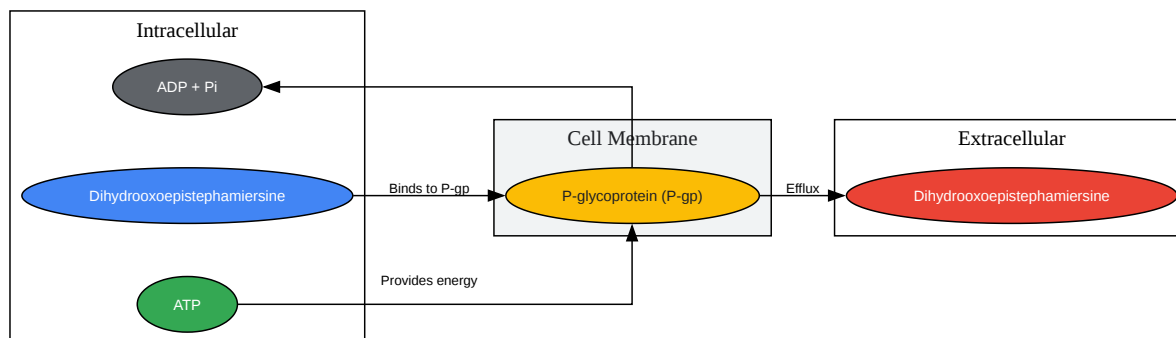 Intracellular
ADP + Pi
Cell Membrane
Extracellular
Dihydrooxoepistephamiersine
Binds to P-gp
P-glycoprotein (P-gp)
Efflux
Dihydrooxoepistephamiersine
Provides energy
ATP